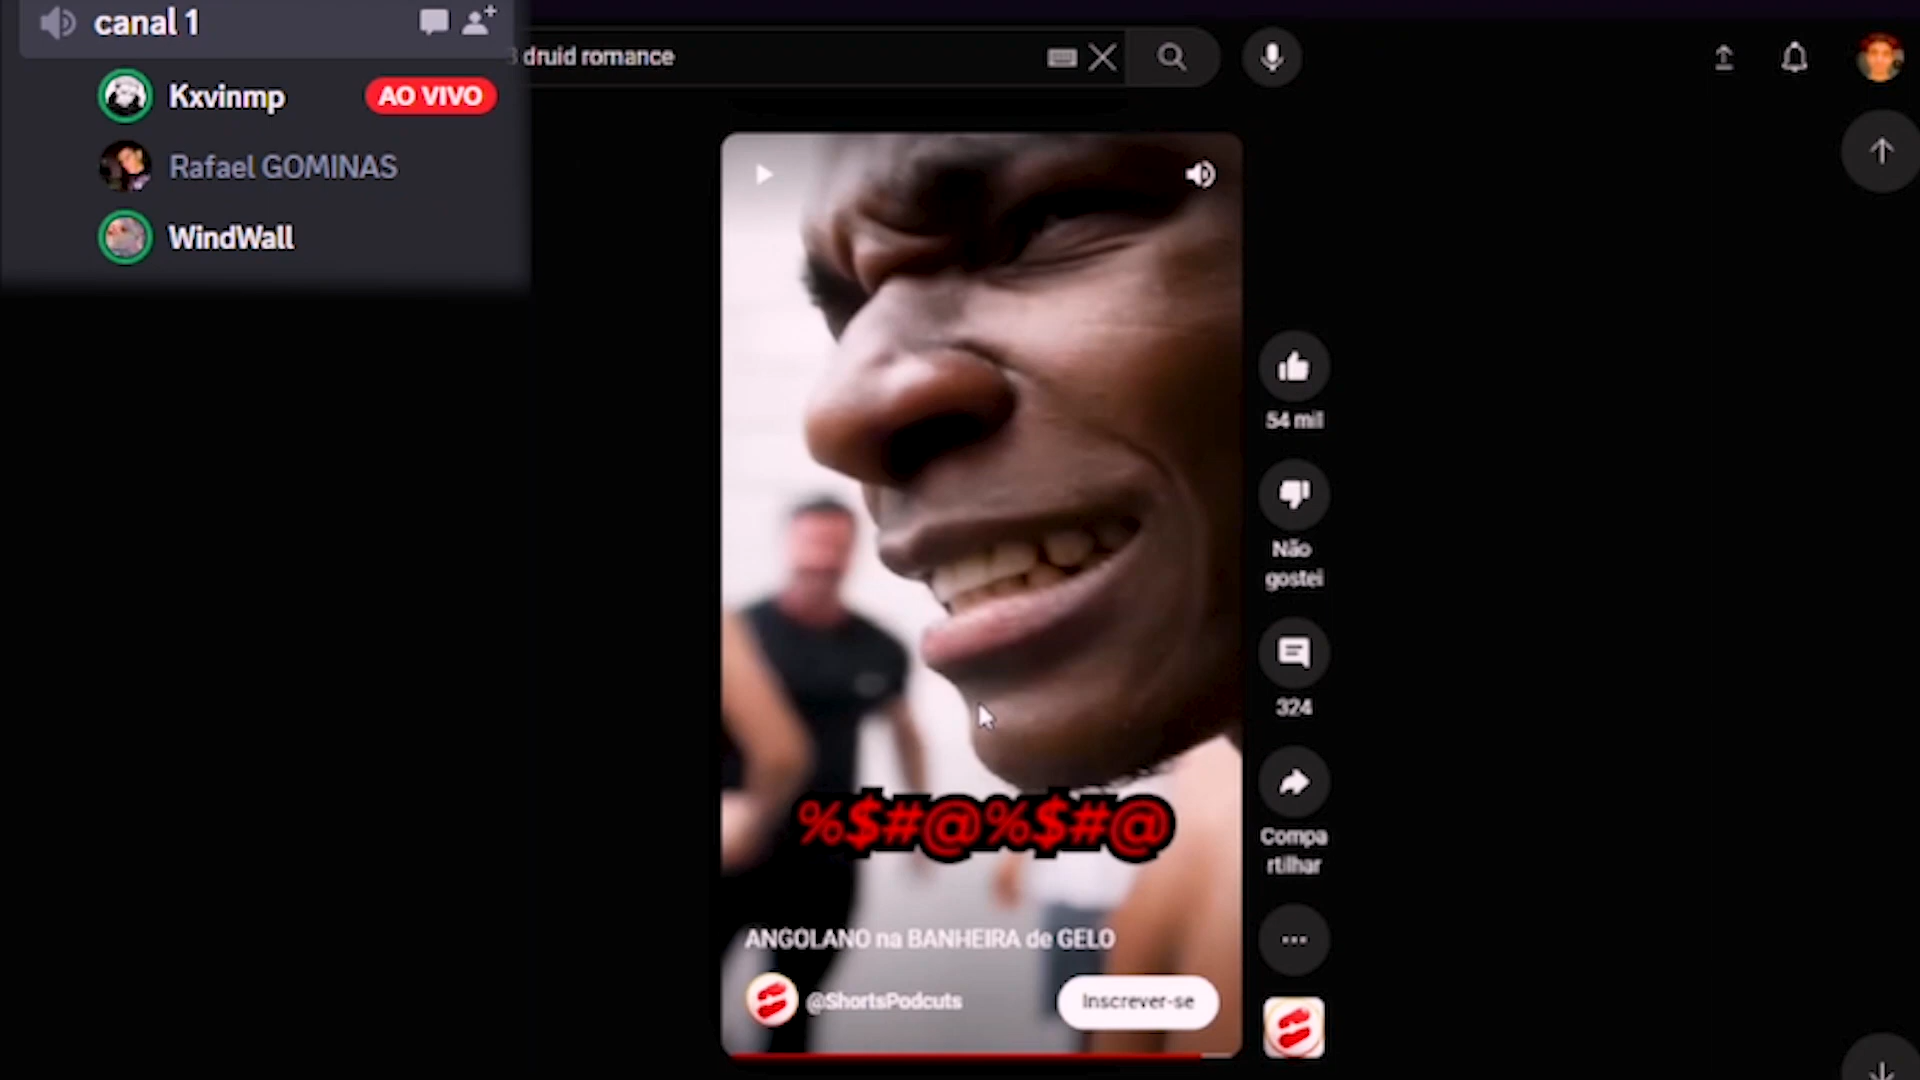 canal 1
Kxvinmp
AO VIVO
Rafael GOMINAS
WindWall
3 druid romance
54 mil
Não
gostei
324
Compa
rtilhar
%$#@%$#@
ANGOLANO na BANHEIRA de GELO
@ShortsPodcuts
Inscrever-se